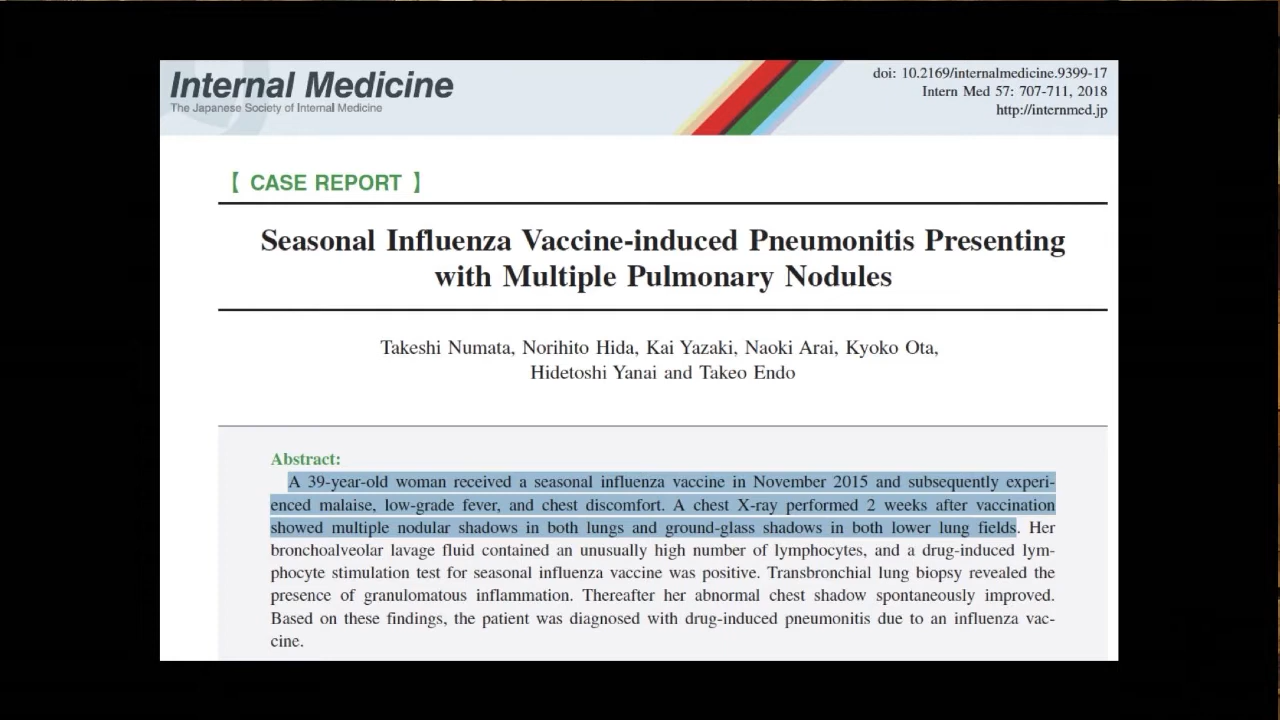 Internal Medicine
The Japanese Society of Internal Medicine
doi: 10.2169/internalmedicine.9399-17
Intern Med 57: 707-711, 2018
http://internmed.jp
【 CASE REPORT 】
Seasonal Influenza Vaccine-induced Pneumonitis Presenting
with Multiple Pulmonary Nodules
Takeshi Numata, Norihito Hida, Kai Yazaki, Naoki Arai, Kyoko Ota,
Hidetoshi Yanai and Takeo Endo
Abstract:
A 39-year-old woman received a seasonal influenza vaccine in November 2015 and subsequently experi-
enced malaise, low-grade fever, and chest discomfort. A chest X-ray performed 2 weeks after vaccination
showed multiple nodular shadows in both lungs and ground-glass shadows in both lower lung fields. Her
bronchoalveolar lavage fluid contained an unusually high number of lymphocytes, and a drug-induced lym-
phocyte stimulation test for seasonal influenza vaccine was positive. Transbronchial lung biopsy revealed the
presence of granulomatous inflammation. Thereafter her abnormal chest shadow spontaneously improved.
Based on these findings, the patient was diagnosed with drug-induced pneumonitis due to an influenza vac-
cine.